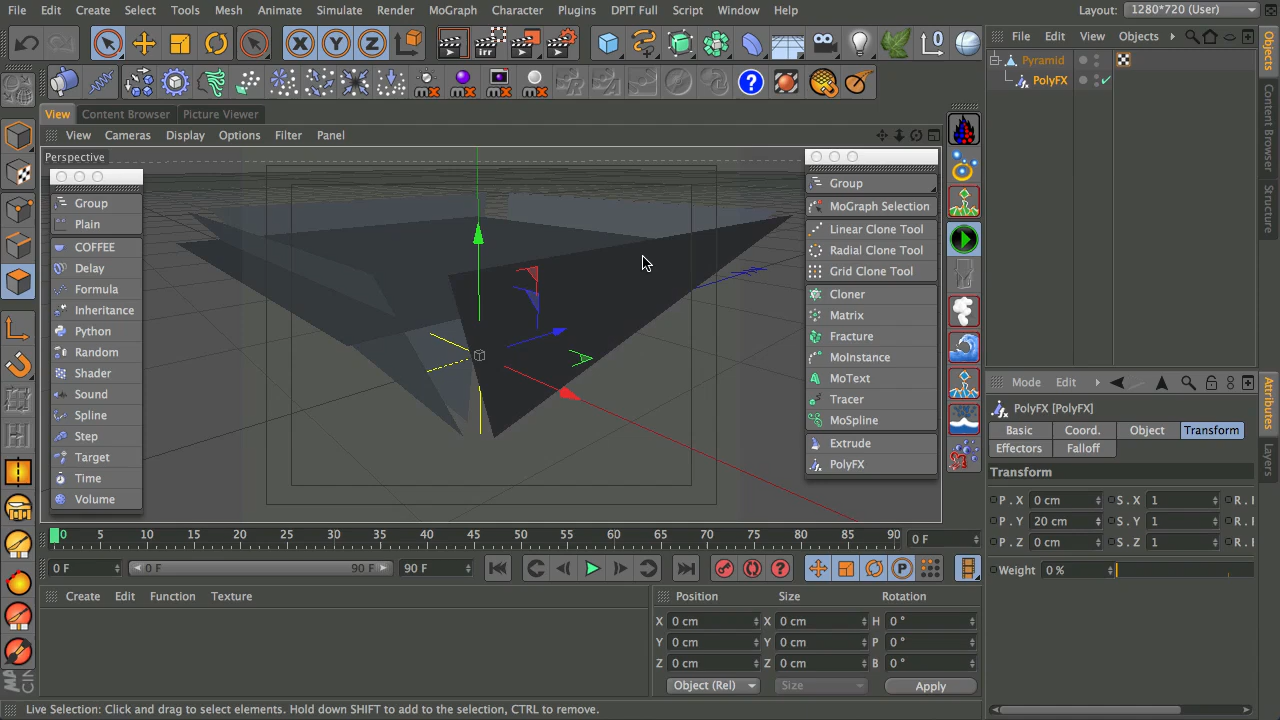 File Edit Create Select Tools Mesh Animate Simulate Render MoGraph Character Plugins DPIT Full Script Window Help
Layout: 1280*720 (User)
File Edit View Objects
Pyramid
PolyFX
Objects
Content Browser
Structure
View Content Browser Picture Viewer
View Cameras Display Options Filter Panel
Perspective
Group
Plain
COFFEE
Delay
Formula
Inheritance
Python
Random
Shader
Sound
Spline
Step
Target
Time
Volume
Group
MoGraph Selection
Linear Clone Tool
Radial Clone Tool
Grid Clone Tool
Cloner
Matrix
Fracture
MoInstance
MoText
Tracer
MoSpline
Extrude
PolyFX
Mode Edit
PolyFX [PolyFX]
Basic Coord. Object Transform
Effectors Falloff
Transform
P . X 0 cm S . X 1 R . I
P . Y 20 cm S . Y 1 R . I
P . Z 0 cm S . Z 1 R . I
Weight 0 %
Attributes
Layers
0 5 10 15 20 25 30 35 40 45 50 55 60 65 70 75 80 85 90 0 F
0 F 0 F 90 F 90 F
Create Edit Function Texture
Position Size Rotation
X 0 cm X 0 cm H 0 °
Y 0 cm Y 0 cm P 0 °
Z 0 cm Z 0 cm B 0 °
Object (Rel) Size Apply
Live Selection: Click and drag to select elements. Hold down SHIFT to add to the selection, CTRL to remove.